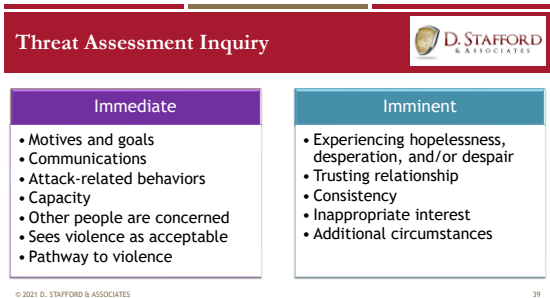 Threat Assessment Inquiry
D. STAFFORD
& ASSOCIATES
Immediate
• Motives and goals
• Communications
• Attack-related behaviors
• Capacity
• Other people are concerned
• Sees violence as acceptable
• Pathway to violence
Imminent
• Experiencing hopelessness,
desperation, and/or despair
• Trusting relationship
• Consistency
• Inappropriate interest
• Additional circumstances
© 2021 D. STAFFORD & ASSOCIATES
39